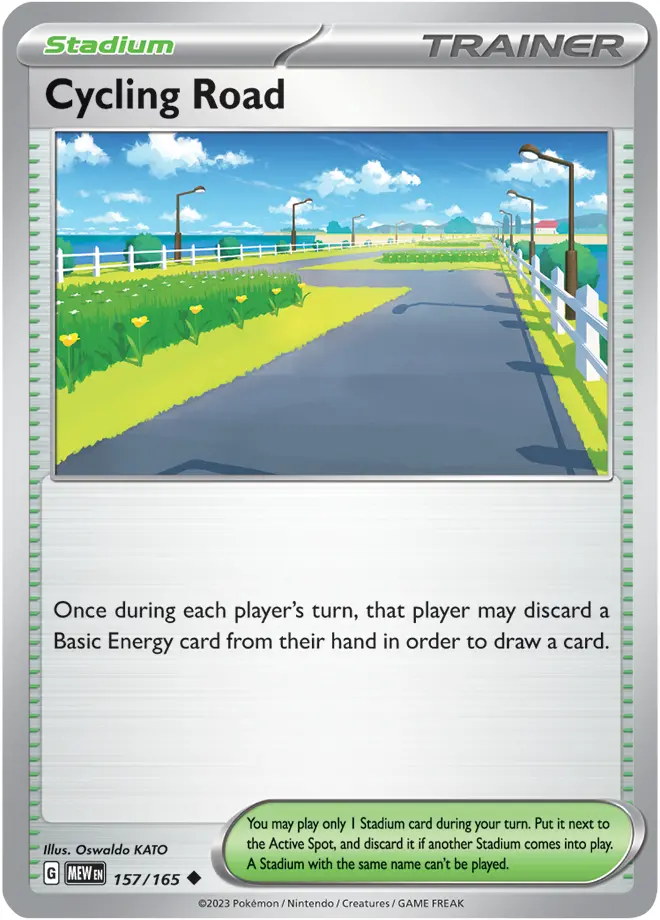 Stadium
TRAINER
Cycling Road
Once during each player's turn, that player may discard a
Basic Energy card from their hand in order to draw a card.
You may play only 1 Stadium card during your turn. Put it next to
the Active Spot, and discard it if another Stadium comes into play.
A Stadium with the same name can't be played.
Illus. Oswaldo KATO
G MEW EN 157/165
©2023 Pokémon / Nintendo / Creatures / GAME FREAK